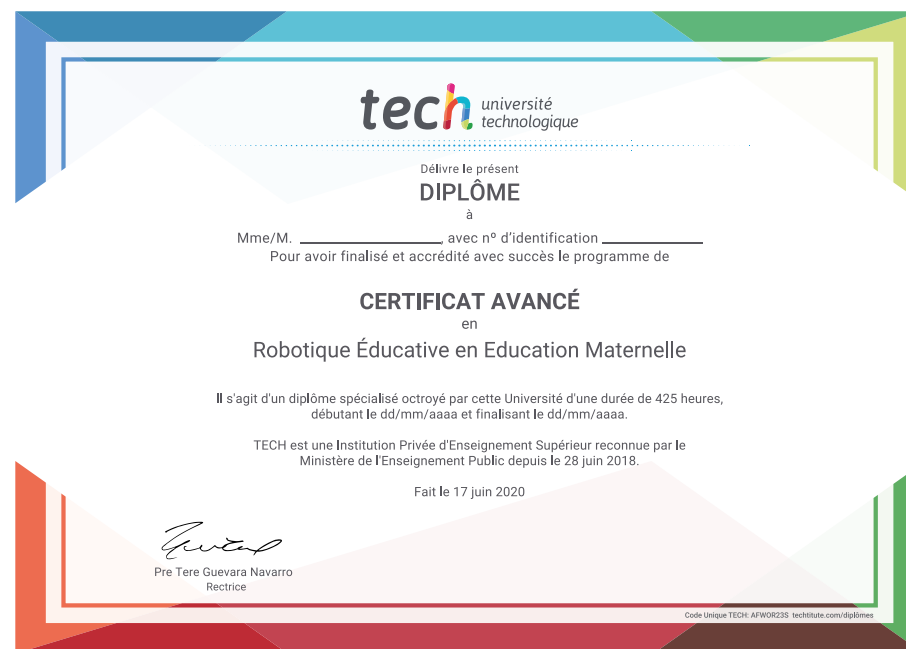 tech université
technologique
Délivre le présent
DIPLÔME
à
Mme/M. ____________, avec nº d'identification ____________
Pour avoir finalisé et accrédité avec succès le programme de
CERTIFICAT AVANCÉ
en
Robotique Éducative en Education Maternelle
Il s'agit d'un diplôme spécialisé octroyé par cette Université d'une durée de 425 heures,
débutant le dd/mm/aaaa et finalisant le dd/mm/aaaa.
TECH est une Institution Privée d'Enseignement Supérieur reconnue par le
Ministère de l'Enseignement Public depuis le 28 juin 2018.
Fait le 17 juin 2020
Pre Tere Guevara Navarro
Rectrice
Code Unique TECH: AFWOR23S techtitute.com/diplômes